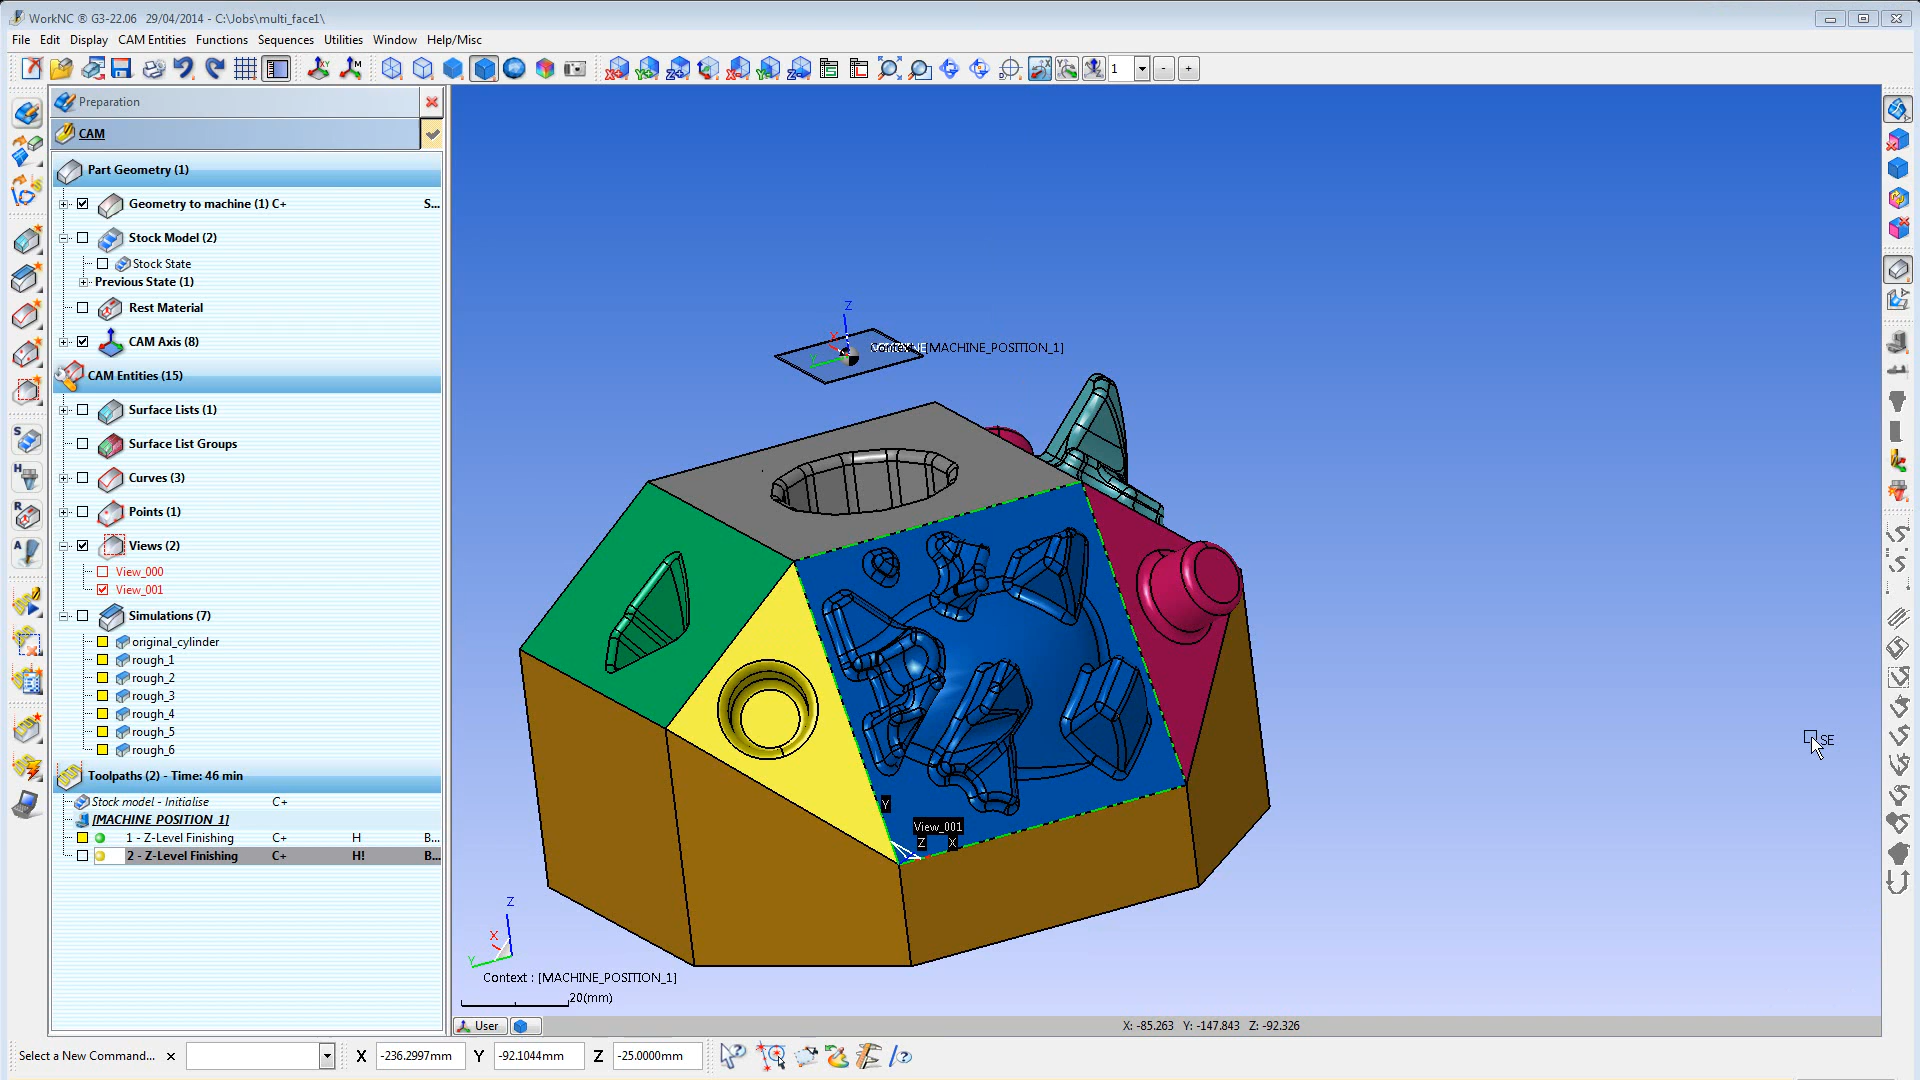 WorkNC ® G3-22.06 29/04/2014 - C:\Jobs\multi_face1\
File Edit Display CAM Entities Functions Sequences Utilities Window Help/Misc
1
Preparation
CAM
Part Geometry (1)
Geometry to machine (1) C+ S...
Stock Model (2)
Stock State
Previous State (1)
Rest Material
CAM Axis (8)
CAM Entities (15)
Surface Lists (1)
Surface List Groups
Curves (3)
Points (1)
Views (2)
View_000
View_001
Simulations (7)
original_cylinder
rough_1
rough_2
rough_3
rough_4
rough_5
rough_6
Toolpaths (2) - Time: 46 min
Stock model - Initialise C+
[MACHINE POSITION 1]
1 - Z-Level Finishing C+ H B...
2 - Z-Level Finishing C+ H! B...
Z
X
Y
[MACHINE_POSITION_1]
SE
Y
View_001
Z X
Z
X
Y
Context : [MACHINE_POSITION_1]
20(mm)
User
X: -85.263 Y: -147.843 Z: -92.326
Select a New Command... X -236.2997mm Y -92.1044mm Z -25.0000mm